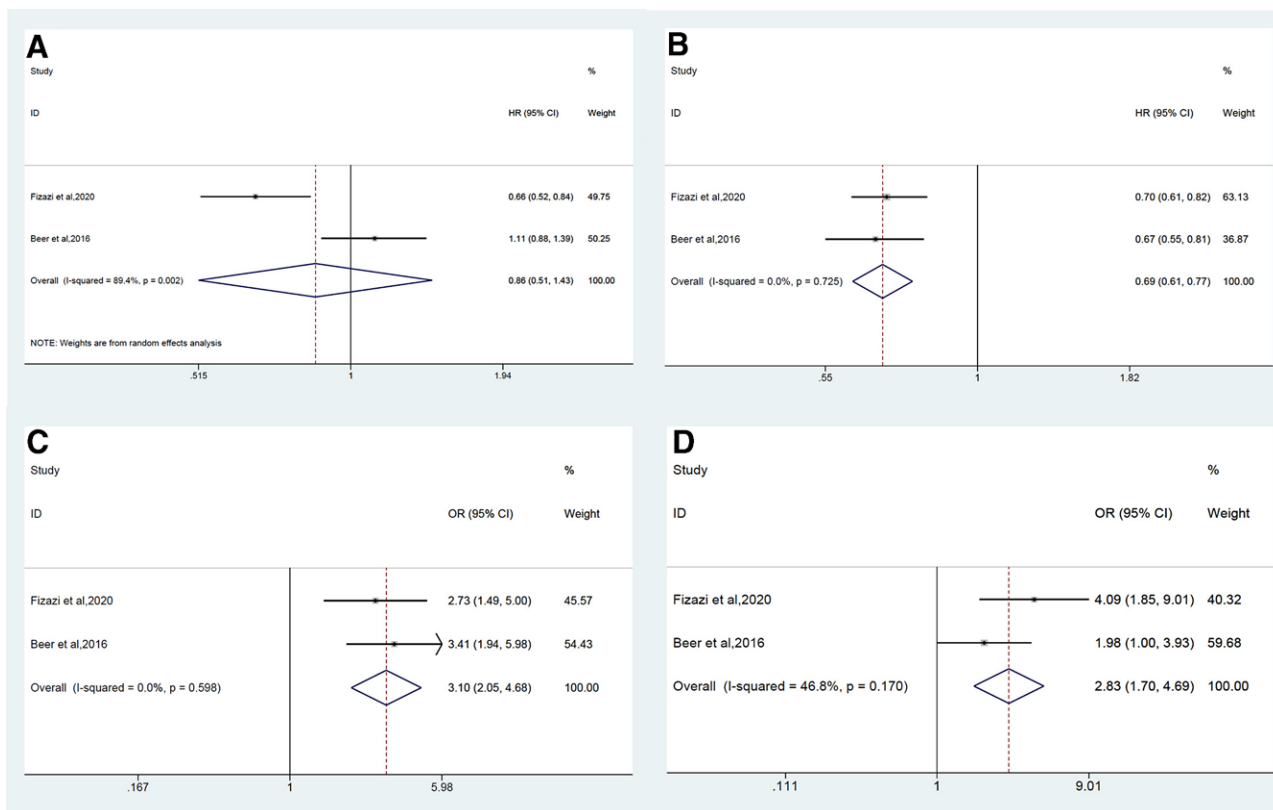 A
Study %
ID HR (95% CI) Weight
Fizazi et al,2020 0.66 (0.52, 0.84) 49.75
Beer et al,2016 1.11 (0.88, 1.39) 50.25
Overall (I-squared = 89.4%, p = 0.002) 0.86 (0.51, 1.43) 100.00
NOTE: Weights are from random effects analysis
.515 1 1.94
B
Study %
ID HR (95% CI) Weight
Fizazi et al,2020 0.70 (0.61, 0.82) 63.13
Beer et al,2016 0.67 (0.55, 0.81) 36.87
Overall (I-squared = 0.0%, p = 0.725) 0.69 (0.61, 0.77) 100.00
.55 1 1.82
C
Study %
ID OR (95% CI) Weight
Fizazi et al,2020 2.73 (1.49, 5.00) 45.57
Beer et al,2016 3.41 (1.94, 5.98) 54.43
Overall (I-squared = 0.0%, p = 0.598) 3.10 (2.05, 4.68) 100.00
.167 1 5.98
D
Study %
ID OR (95% CI) Weight
Fizazi et al,2020 4.09 (1.85, 9.01) 40.32
Beer et al,2016 1.98 (1.00, 3.93) 59.68
Overall (I-squared = 46.8%, p = 0.170) 2.83 (1.70, 4.69) 100.00
.111 1 9.01